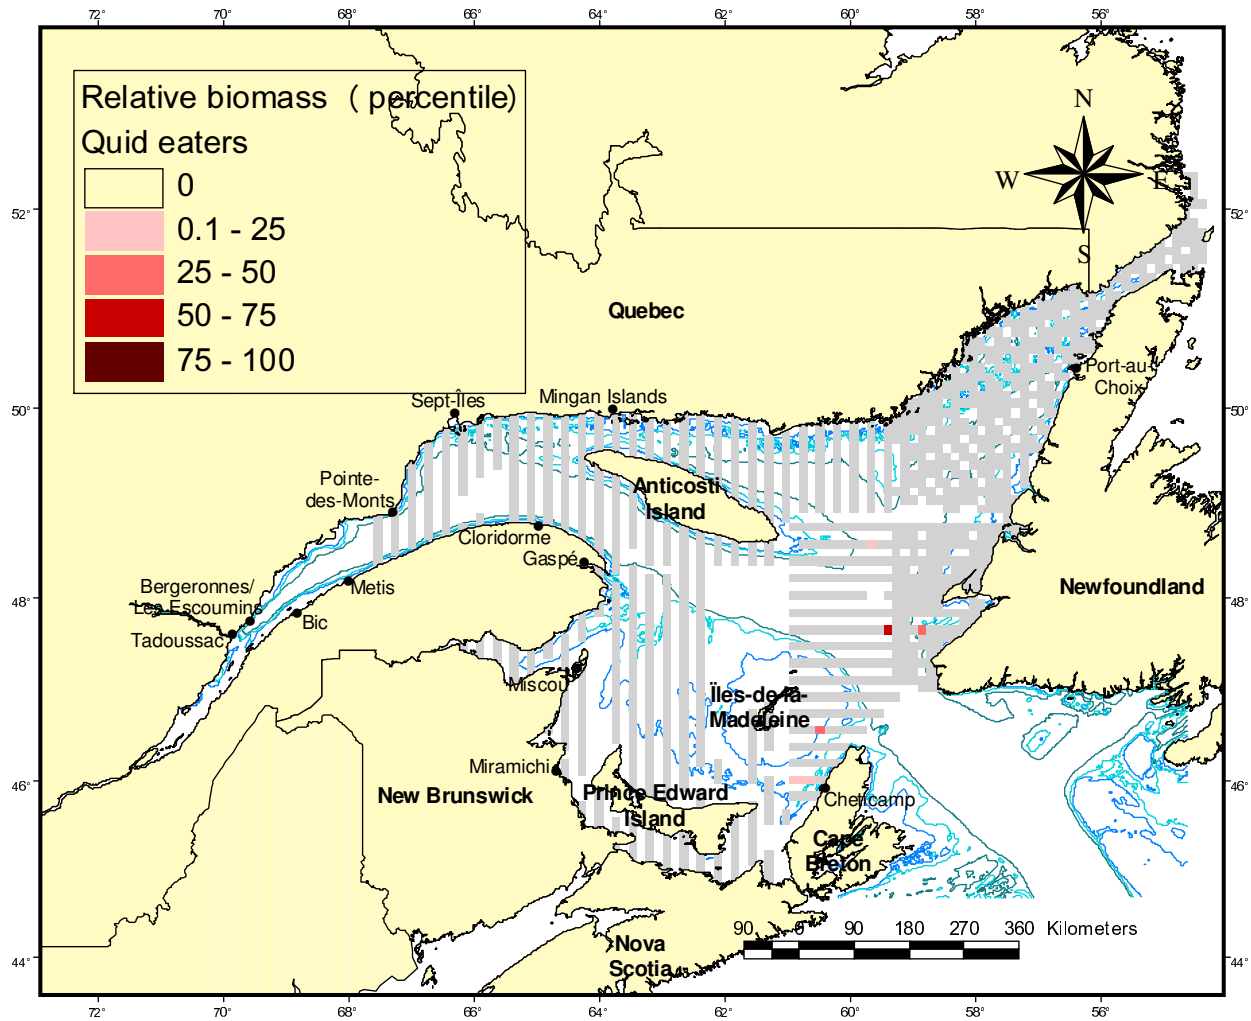 72° 70° 68° 66° 64° 62° 60° 58° 56°
Relative biomass ( percentile)
Quid eaters
0
0.1 - 25
25 - 50
50 - 75
75 - 100
N
W E
S
52° 52°
Quebec
Port-au-
Choix
50° 50°
Sept-Îles
Mingan Islands
Pointe-
des-Monts
Anticosti
Island
Cloridorme
Gaspé
Bergeronnes/
Les Escoumins
Metis
Newfoundland
48° 48°
Bic
Tadoussac
Miscou
Îles-de-la-
Madeleine
Miramichi
46° 46°
New Brunswick
Prince Edward
Island
Cheticamp
Cape
Breton
90 0 90 180 270 360 Kilometers
Nova
Scotia
44° 44°
72° 70° 68° 66° 64° 62° 60° 58° 56°